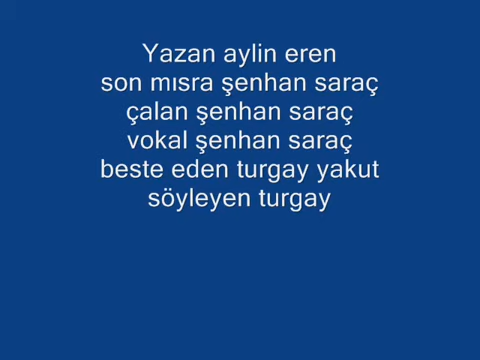 Yazan aylin eren
son mısra şenhan saraç
çalan şenhan saraç
vokal şenhan saraç
beste eden turgay yakut
söyleyen turgay